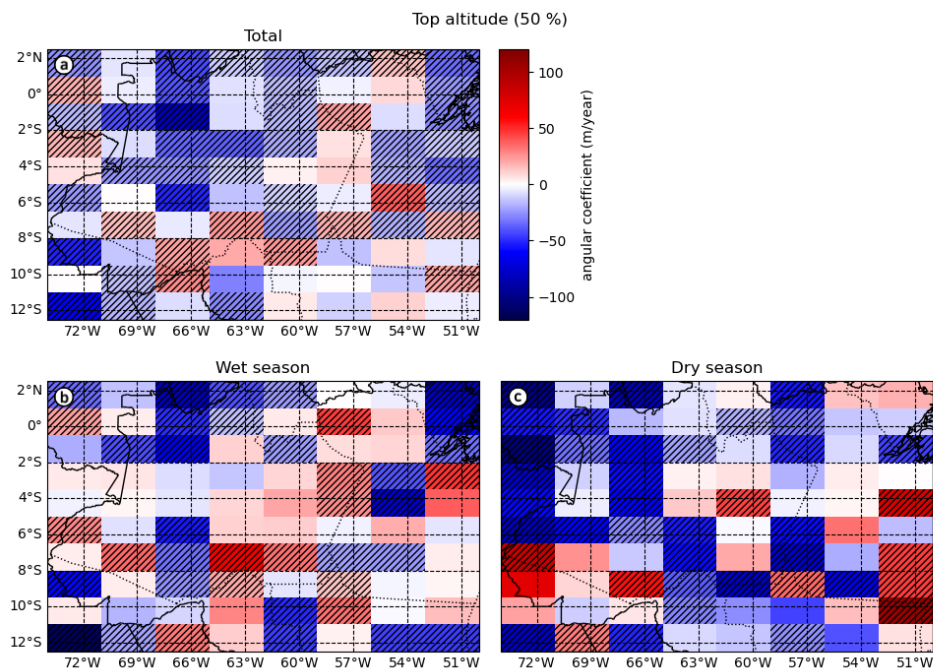 Top altitude (50 %)
Total
a
2°N
0°
2°S
4°S
6°S
8°S
10°S
12°S
72°W 69°W 66°W 63°W 60°W 57°W 54°W 51°W
100
50
0
−50
−100
angular coefficient (m/year)
Wet season
b
2°N
0°
2°S
4°S
6°S
8°S
10°S
12°S
72°W 69°W 66°W 63°W 60°W 57°W 54°W 51°W
Dry season
c
72°W 69°W 66°W 63°W 60°W 57°W 54°W 51°W